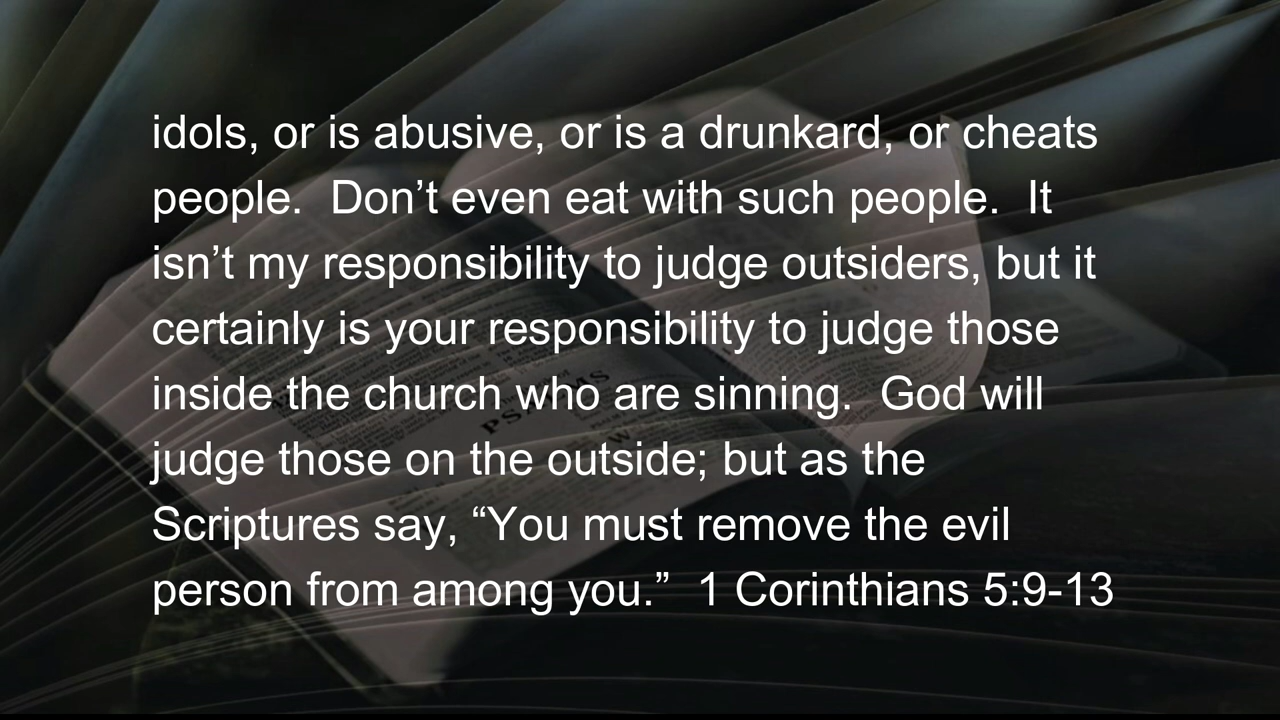 idols, or is abusive, or is a drunkard, or cheats
people.  Don’t even eat with such people.  It
isn’t my responsibility to judge outsiders, but it
certainly is your responsibility to judge those
inside the church who are sinning.  God will
judge those on the outside; but as the
Scriptures say, “You must remove the evil
person from among you.”  1 Corinthians 5:9-13
PSALMS